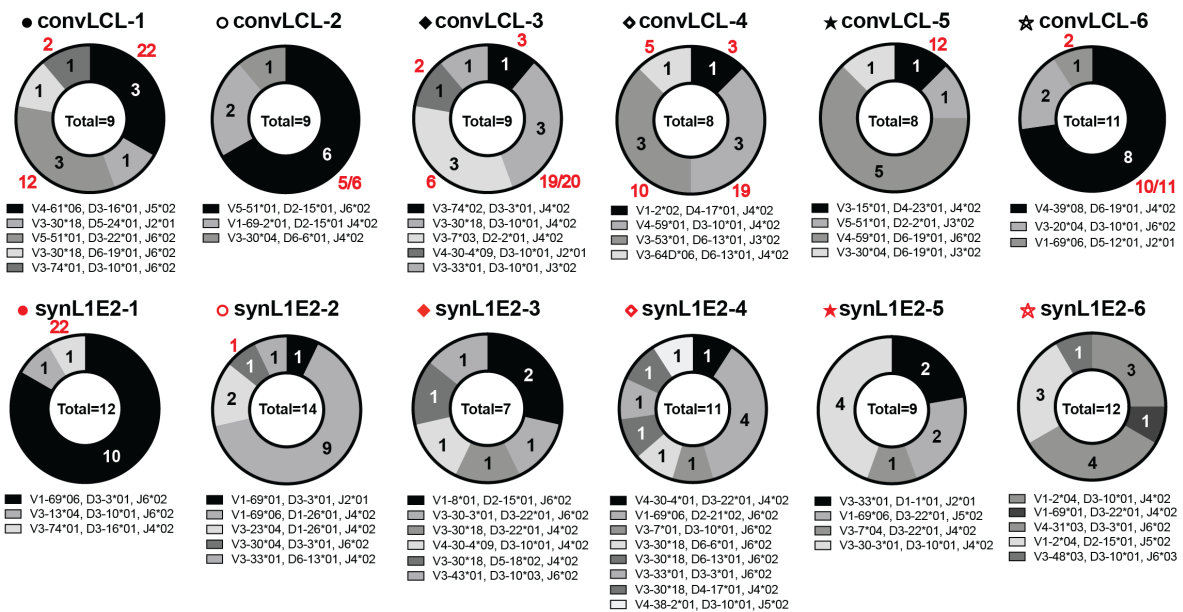 convLCL-1
2
22
3
1
3
1
1
Total=9
12
V4-61*06, D3-16*01, J5*02
V3-30*18, D5-24*01, J2*01
V5-51*01, D3-22*01, J6*02
V3-30*18, D6-19*01, J6*02
V3-74*01, D3-10*01, J6*02
convLCL-2
1
2
6
Total=9
5/6
V5-51*01, D2-15*01, J6*02
V1-69-2*01, D2-15*01 J4*02
V3-30*04, D6-6*01, J4*02
convLCL-3
3
2
1
1
1
3
3
Total=9
6
19/20
V3-74*02, D3-3*01, J4*02
V3-30*18, D3-10*01, J4*02
V3-7*03, D2-2*01, J4*02
V4-30-4*09, D3-10*01, J2*01
V3-33*01, D3-10*01, J3*02
convLCL-4
5
3
1
1
3
3
Total=8
10
19
V1-2*02, D4-17*01, J4*02
V4-59*01, D3-10*01, J4*02
V3-53*01, D6-13*01, J3*02
V3-64D*06, D6-13*01, J4*02
convLCL-5
12
1
1
1
5
Total=8
V3-15*01, D4-23*01, J4*02
V5-51*01, D2-2*01, J3*02
V4-59*01, D6-19*01, J6*02
V3-30*04, D6-19*01, J3*02
convLCL-6
2
1
2
8
Total=11
10/11
V4-39*08, D6-19*01, J4*02
V3-20*04, D3-10*01, J6*02
V1-69*06, D5-12*01, J2*01
synL1E2-1
22
1
1
10
Total=12
V1-69*06, D3-3*01, J6*02
V3-13*04, D3-10*01, J6*02
V3-74*01, D3-16*01, J4*02
synL1E2-2
1
1
1
1
2
9
Total=14
V1-69*01, D3-3*01, J2*01
V1-69*06, D1-26*01, J4*02
V3-23*04, D1-26*01, J4*02
V3-30*04, D3-3*01, J6*02
V3-33*01, D6-13*01, J4*02
synL1E2-3
1
2
1
1
1
1
Total=7
V1-8*01, D2-15*01, J6*02
V3-30-3*01, D3-22*01, J6*02
V3-30*18, D3-22*01, J4*02
V4-30-4*09, D3-10*01, J4*02
V3-30*18, D5-18*02, J4*02
V3-43*01, D3-10*03, J6*02
synL1E2-4
1
1
1
1
1
1
1
4
Total=11
V4-30-4*01, D3-22*01, J4*02
V1-69*06, D2-21*02, J6*02
V3-7*01, D3-10*01, J6*02
V3-30*18, D6-6*01, J6*02
V3-30*18, D6-13*01, J6*02
V3-33*01, D3-3*01, J6*02
V3-30*18, D4-17*01, J4*02
V4-38-2*01, D3-10*01, J5*02
synL1E2-5
2
4
2
1
Total=9
V3-33*01, D1-1*01, J2*01
V1-69*06, D3-22*01, J5*02
V3-7*04, D3-22*01, J4*02
V3-30-3*01, D3-10*01, J4*02
synL1E2-6
1
3
3
1
4
Total=12
V1-2*04, D3-10*01, J4*02
V1-69*01, D3-22*01, J4*02
V4-31*03, D3-3*01, J6*02
V1-2*04, D2-15*01, J5*02
V3-48*03, D3-10*01, J6*03